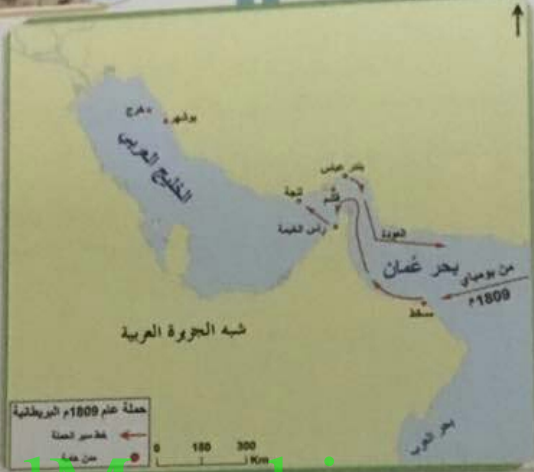 خرج
بوشهر
الخليج العربي
بندر عباس
قشم
لنجة
رأس الخيمة
العودة
بحر عُمان
من بومباي
1809م
مسقط
شبه الجزيرة العربية
بحر العرب
حملة عام 1809م البريطانية
خط سير الحملة
مدن هامة
0 150 300
Km